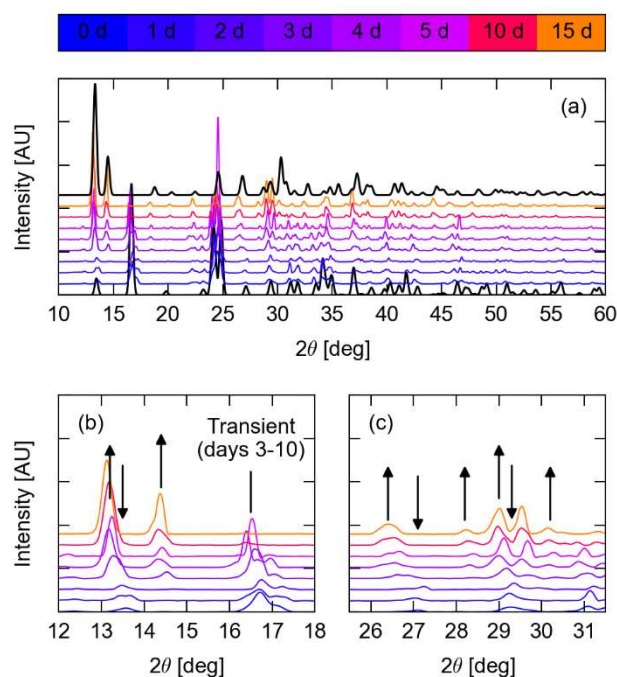 0 d 1 d 2 d 3 d 4 d 5 d 10 d 15 d
(a)
Intensity [AU]
10 15 20 25 30 35 40 45 50 55 60
2θ [deg]
(b) Transient
(days 3-10)
(c)
Intensity [AU]
12 13 14 15 16 17 18
26 27 28 29 30 31
2θ [deg]
2θ [deg]